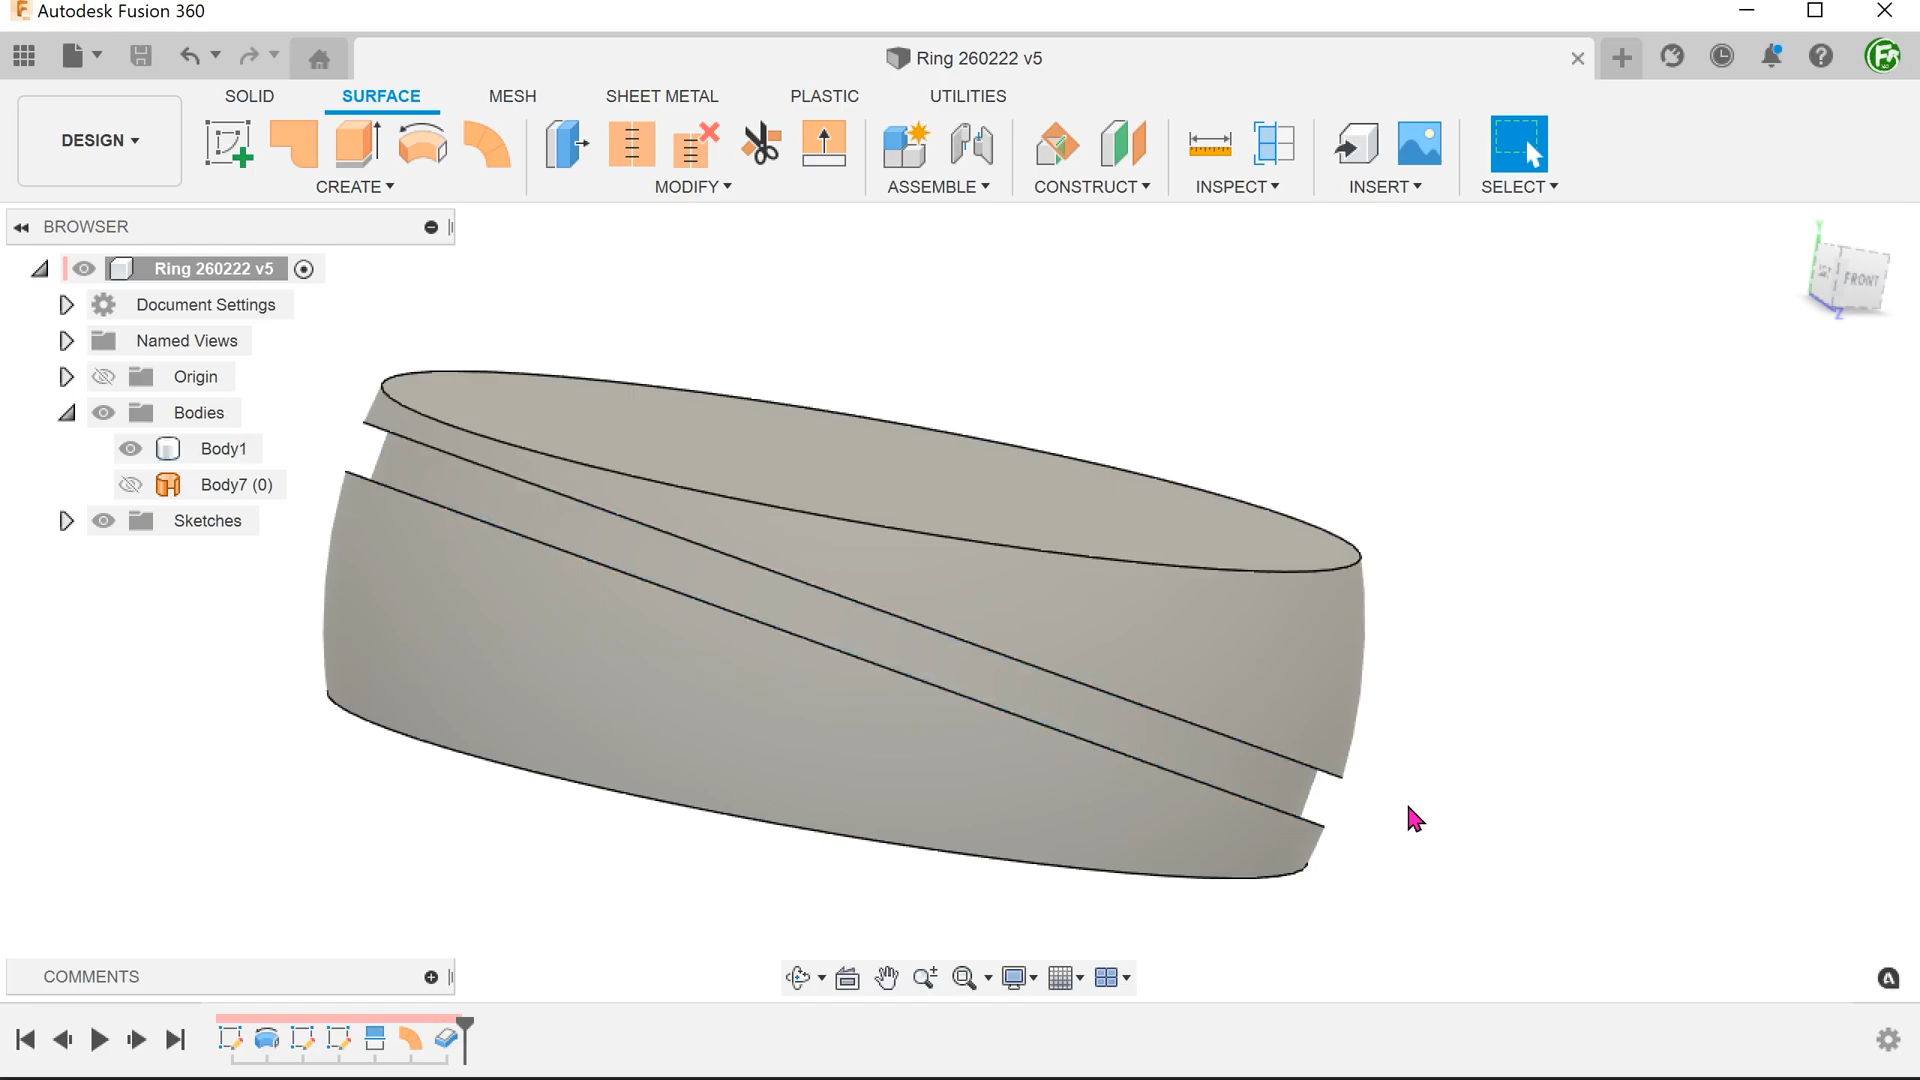 Autodesk Fusion 360
Ring 260222 v5
SOLID SURFACE MESH SHEET METAL PLASTIC UTILITIES
DESIGN
CREATE MODIFY ASSEMBLE CONSTRUCT INSPECT INSERT SELECT
BROWSER
Ring 260222 v5
Document Settings
Named Views
Origin
Bodies
Body1
Body7 (0)
Sketches
Y
FRONT
Z
COMMENTS